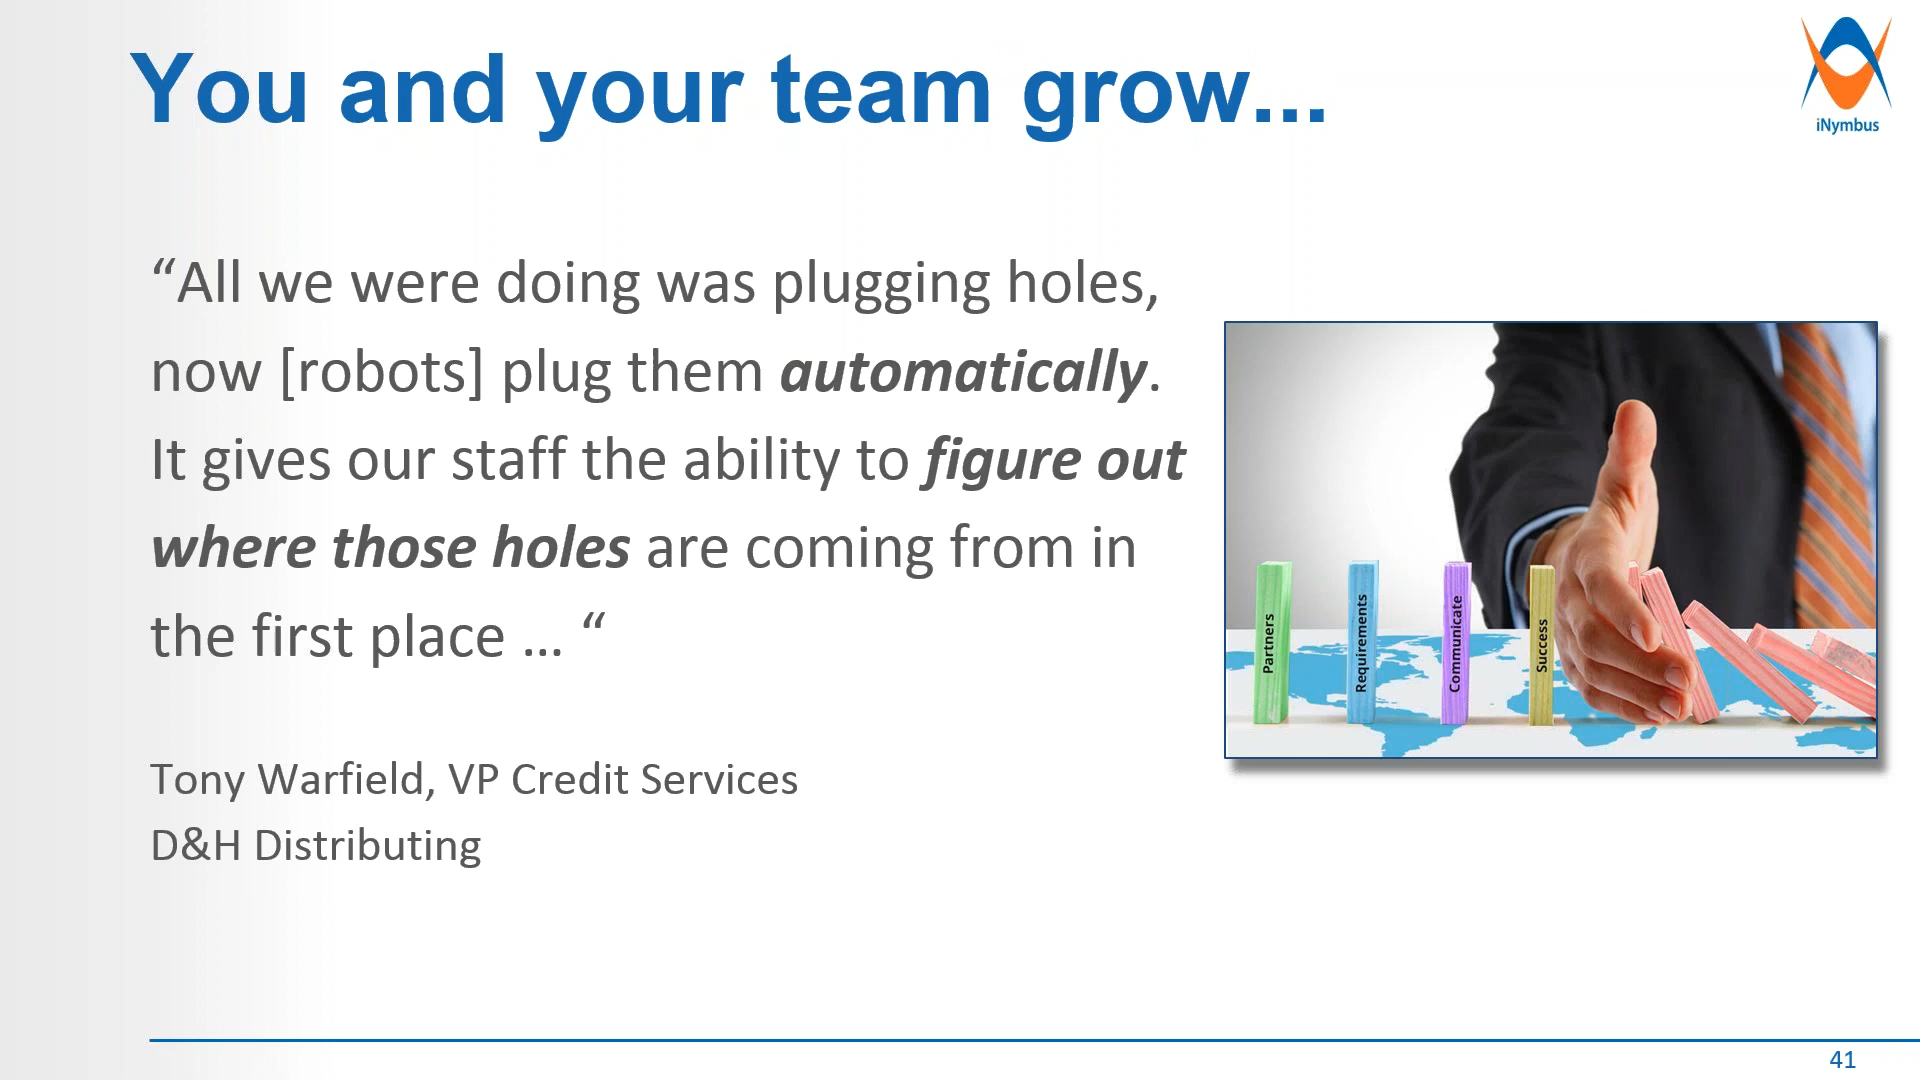 You and your team grow...
iNymbus
“All we were doing was plugging holes,
now [robots] plug them automatically.
It gives our staff the ability to figure out
where those holes are coming from in
the first place … “
Partners
Requirements
Communicate
Success
Tony Warfield, VP Credit Services
D&H Distributing
41